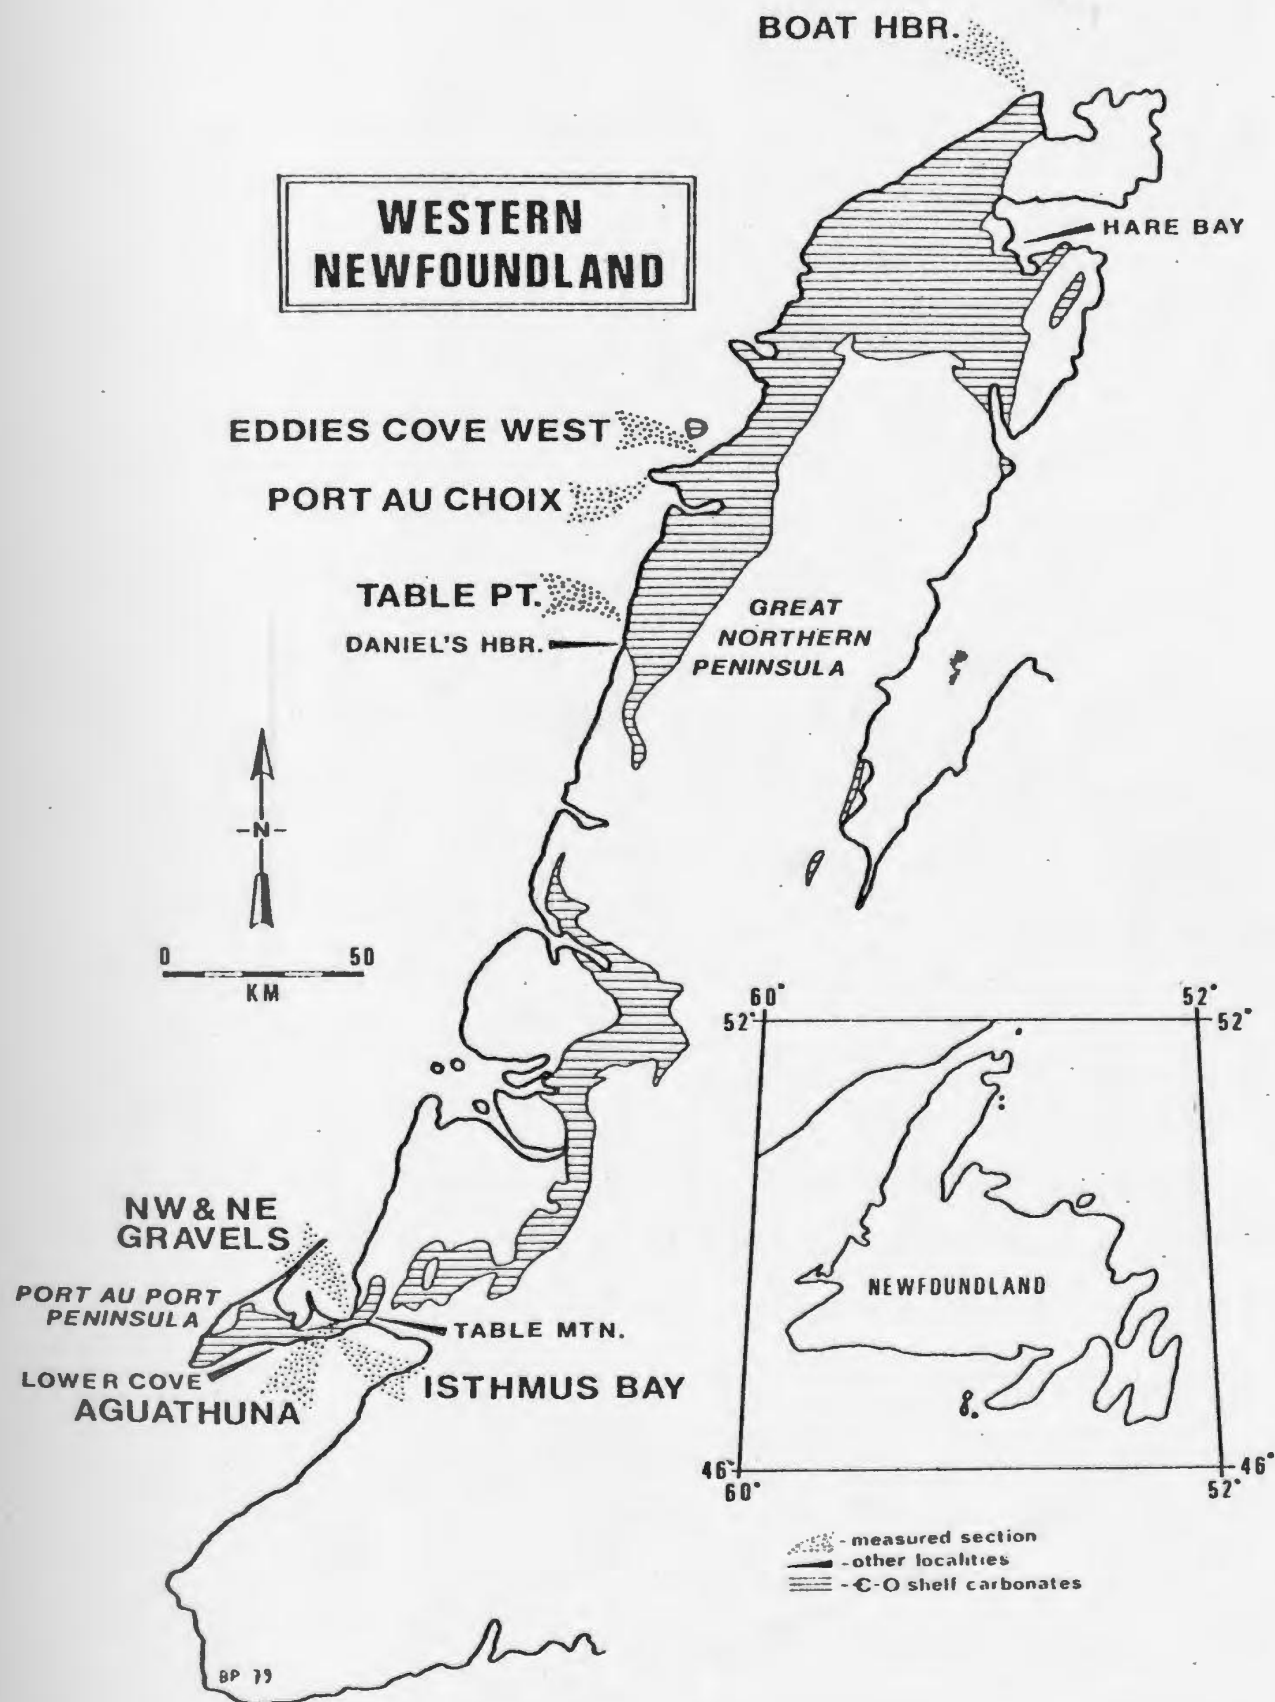 BOAT HBR.
WESTERN
NEWFOUNDLAND
HARE BAY
EDDIES COVE WEST
PORT AU CHOIX
TABLE PT.
DANIEL'S HBR.
GREAT
NORTHERN
PENINSULA
-N-
0 50
KM
60° 52°
52° 52°
NW & NE
GRAVELS
PORT AU PORT
PENINSULA
NEWFOUNDLAND
TABLE MTN.
LOWER COVE
ISTHMUS BAY
AGUATHUNA
8.
46° 46°
60° 52°
- measured section
- other localities
- Є-O shelf carbonates
BP 79